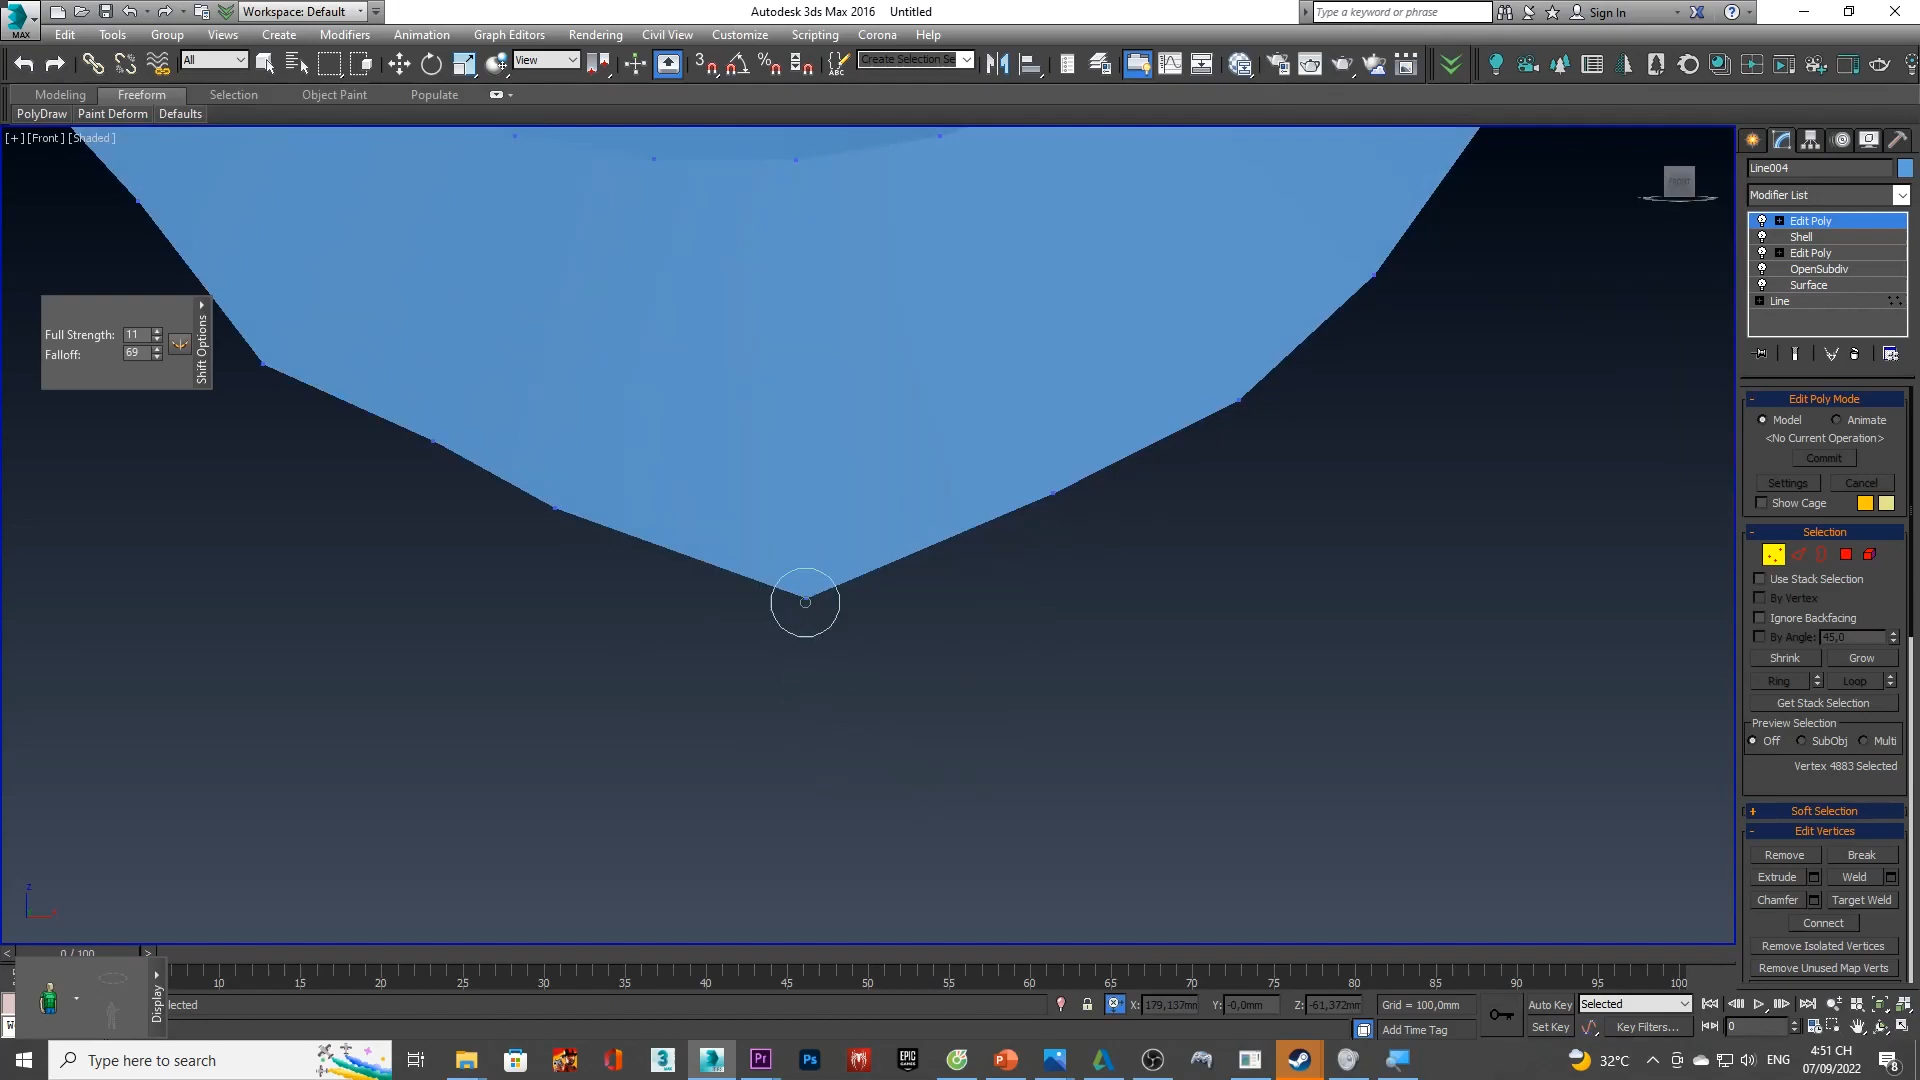 Workspace: Default
Autodesk 3ds Max 2016 Untitled
Type a keyword or phrase
Sign In
MAX
Edit Tools Group Views Create Modifiers Animation Graph Editors Rendering Civil View Customize Scripting Corona Help
All
View
3
ABC
Create Selection Se
Modeling Freeform Selection Object Paint Populate
PolyDraw Paint Deform Defaults
[+] [Front] [Shaded]
FRONT
Line004
Modifier List
Edit Poly
Shell
Edit Poly
OpenSubdiv
Surface
Line
Full Strength: 11
Falloff: 69
Shift Options
Edit Poly Mode
Model Animate
<No Current Operation>
Commit
Settings Cancel
Show Cage
Selection
Use Stack Selection
By Vertex
Ignore Backfacing
By Angle: 45,0
Shrink Grow
Ring Loop
Get Stack Selection
Preview Selection
Off SubObj Multi
Vertex 4883 Selected
Soft Selection
Edit Vertices
Remove Break
Extrude Weld
Chamfer Target Weld
Connect
Remove Isolated Vertices
Remove Unused Map Verts
z
0 / 100
10 15 20 25 30 35 40 45 50 55 60 65 70 75 80 85 90 95 100
Display
lected
X: 179,137mm Y: -0,0mm Z: -61,372mm Grid = 100,0mm
Auto Key Selected
Add Time Tag
Set Key Key Filters... 0
Type here to search
32°C
ENG
4:51 CH
07/09/2022
8